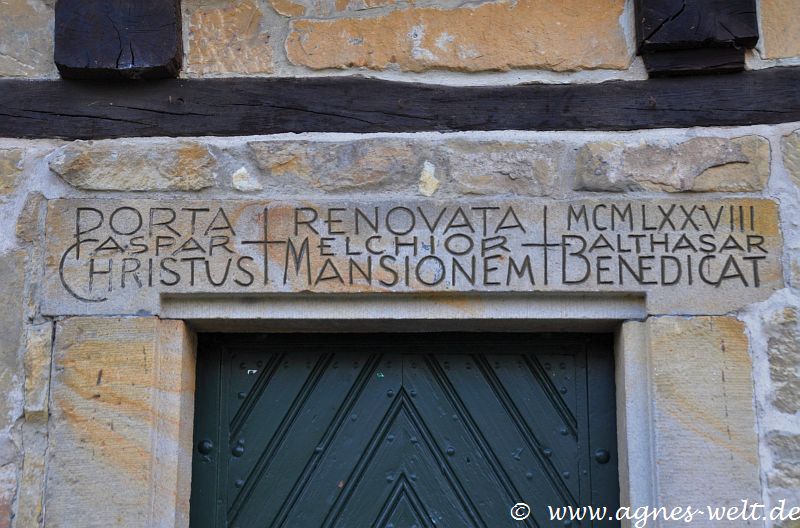 PORTA RENOVATA MCMLXXVIII
CASPAR + MELCHIOR + BALTHASAR
CHRISTUS MANSIONEM BENEDICAT
© www.agnes-welt.de